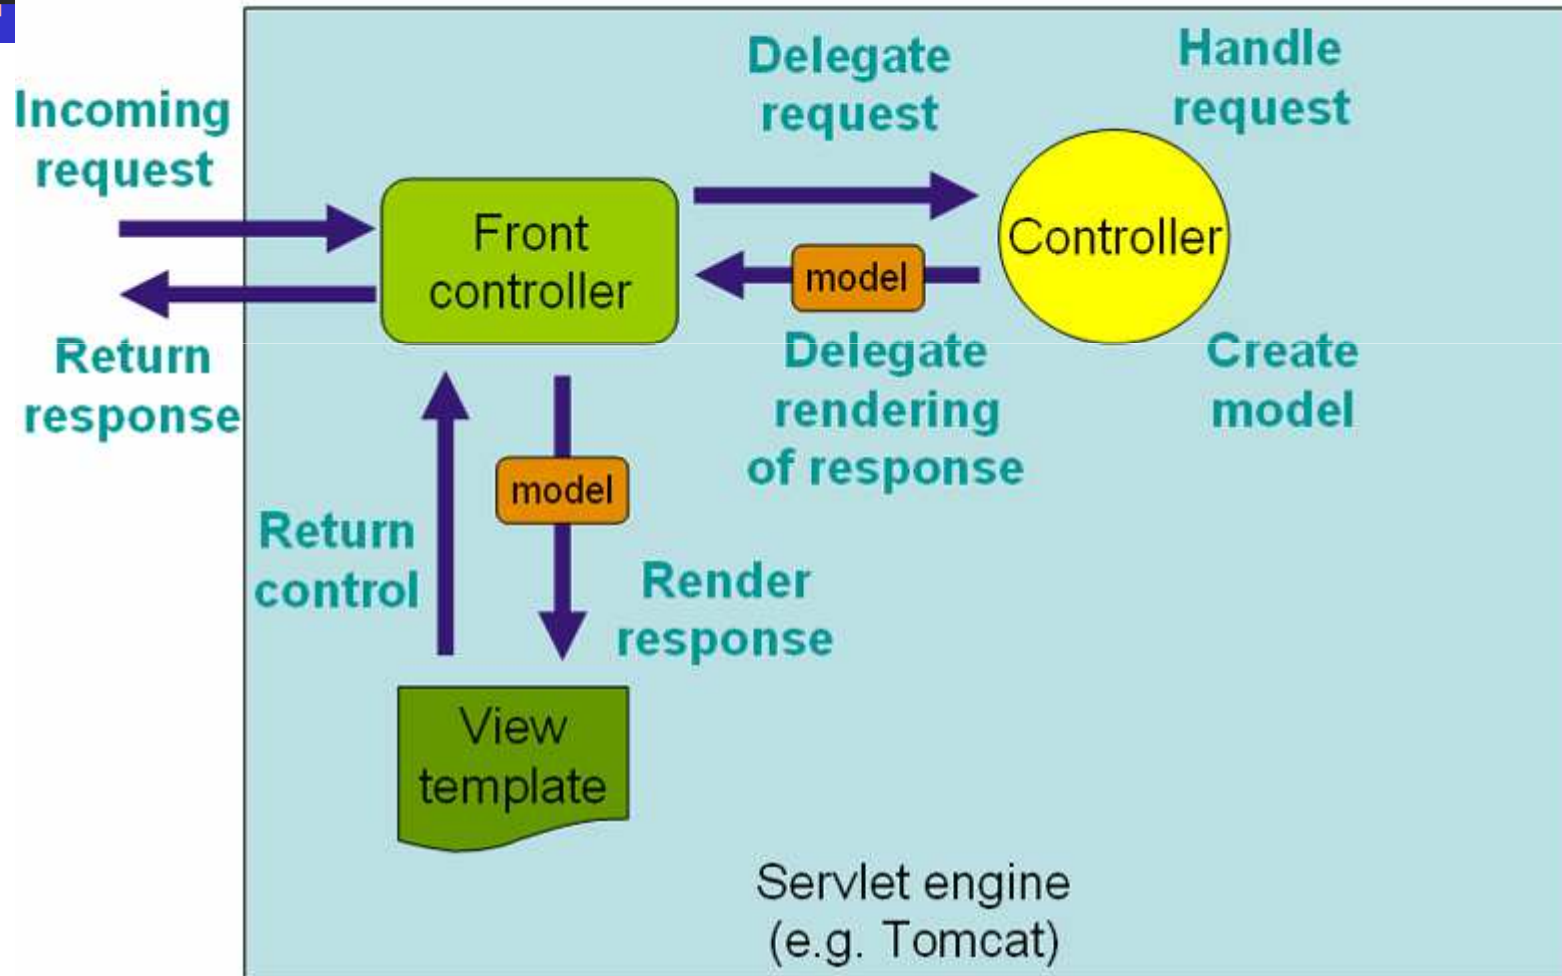 Incoming
request
Delegate
request
Handle
request
Front
controller
Controller
model
Return
response
Delegate
rendering
of response
Create
model
model
Return
control
Render
response
View
template
Servlet engine
(e.g. Tomcat)